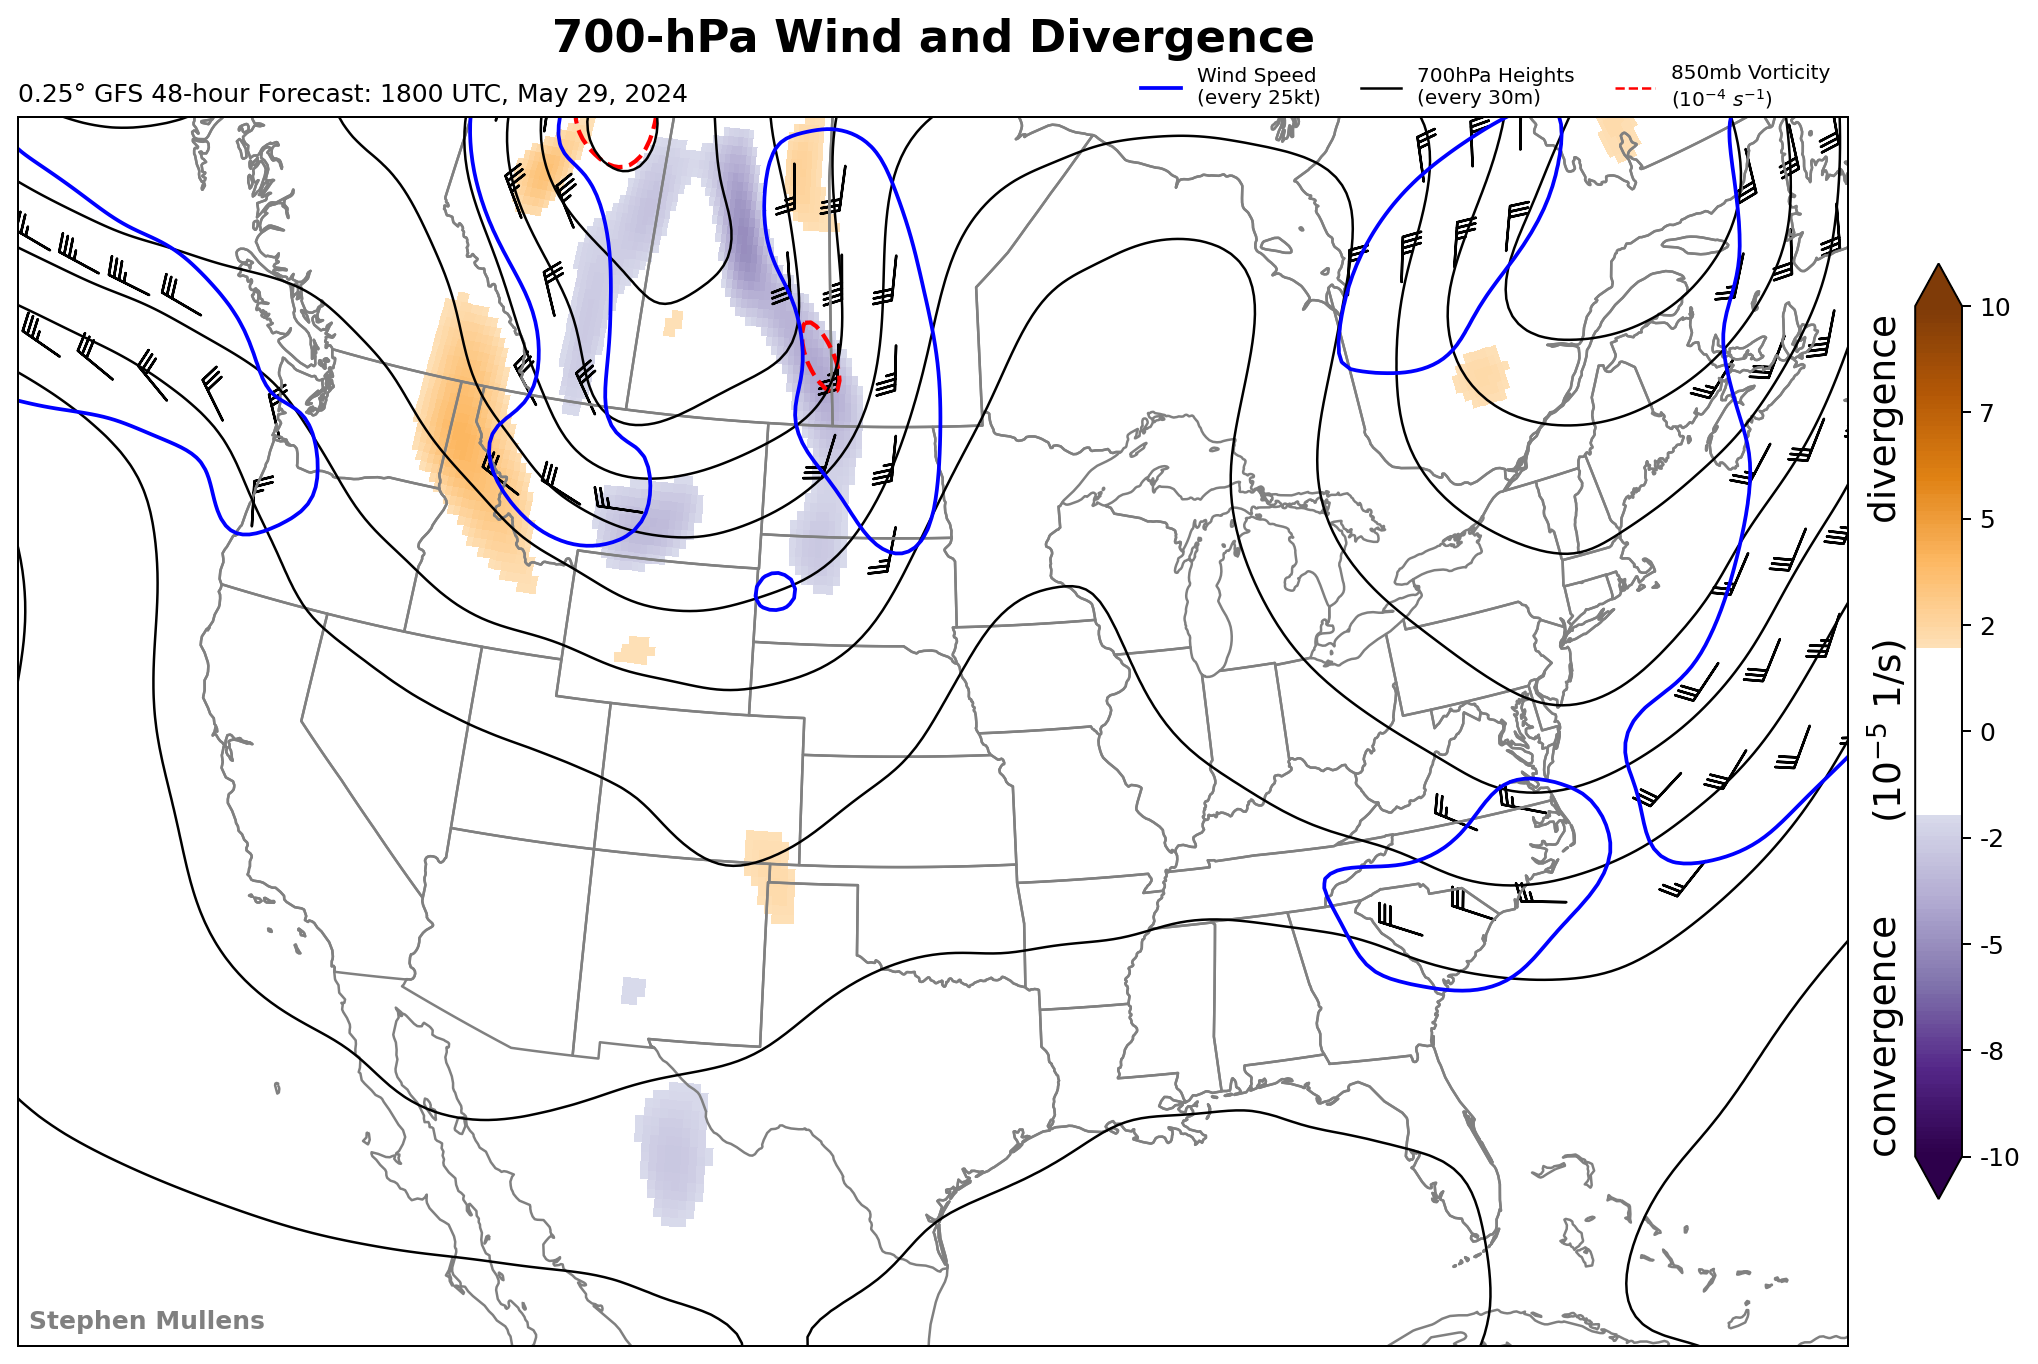 700-hPa Wind and Divergence
0.25° GFS 48-hour Forecast: 1800 UTC, May 29, 2024
Wind Speed
(every 25kt)
700hPa Heights
(every 30m)
850mb Vorticity
(10⁻⁴ s⁻¹)
10
7
5
2
0
-2
-5
-8
-10
convergence (10⁻⁵ 1/s) divergence
Stephen Mullens